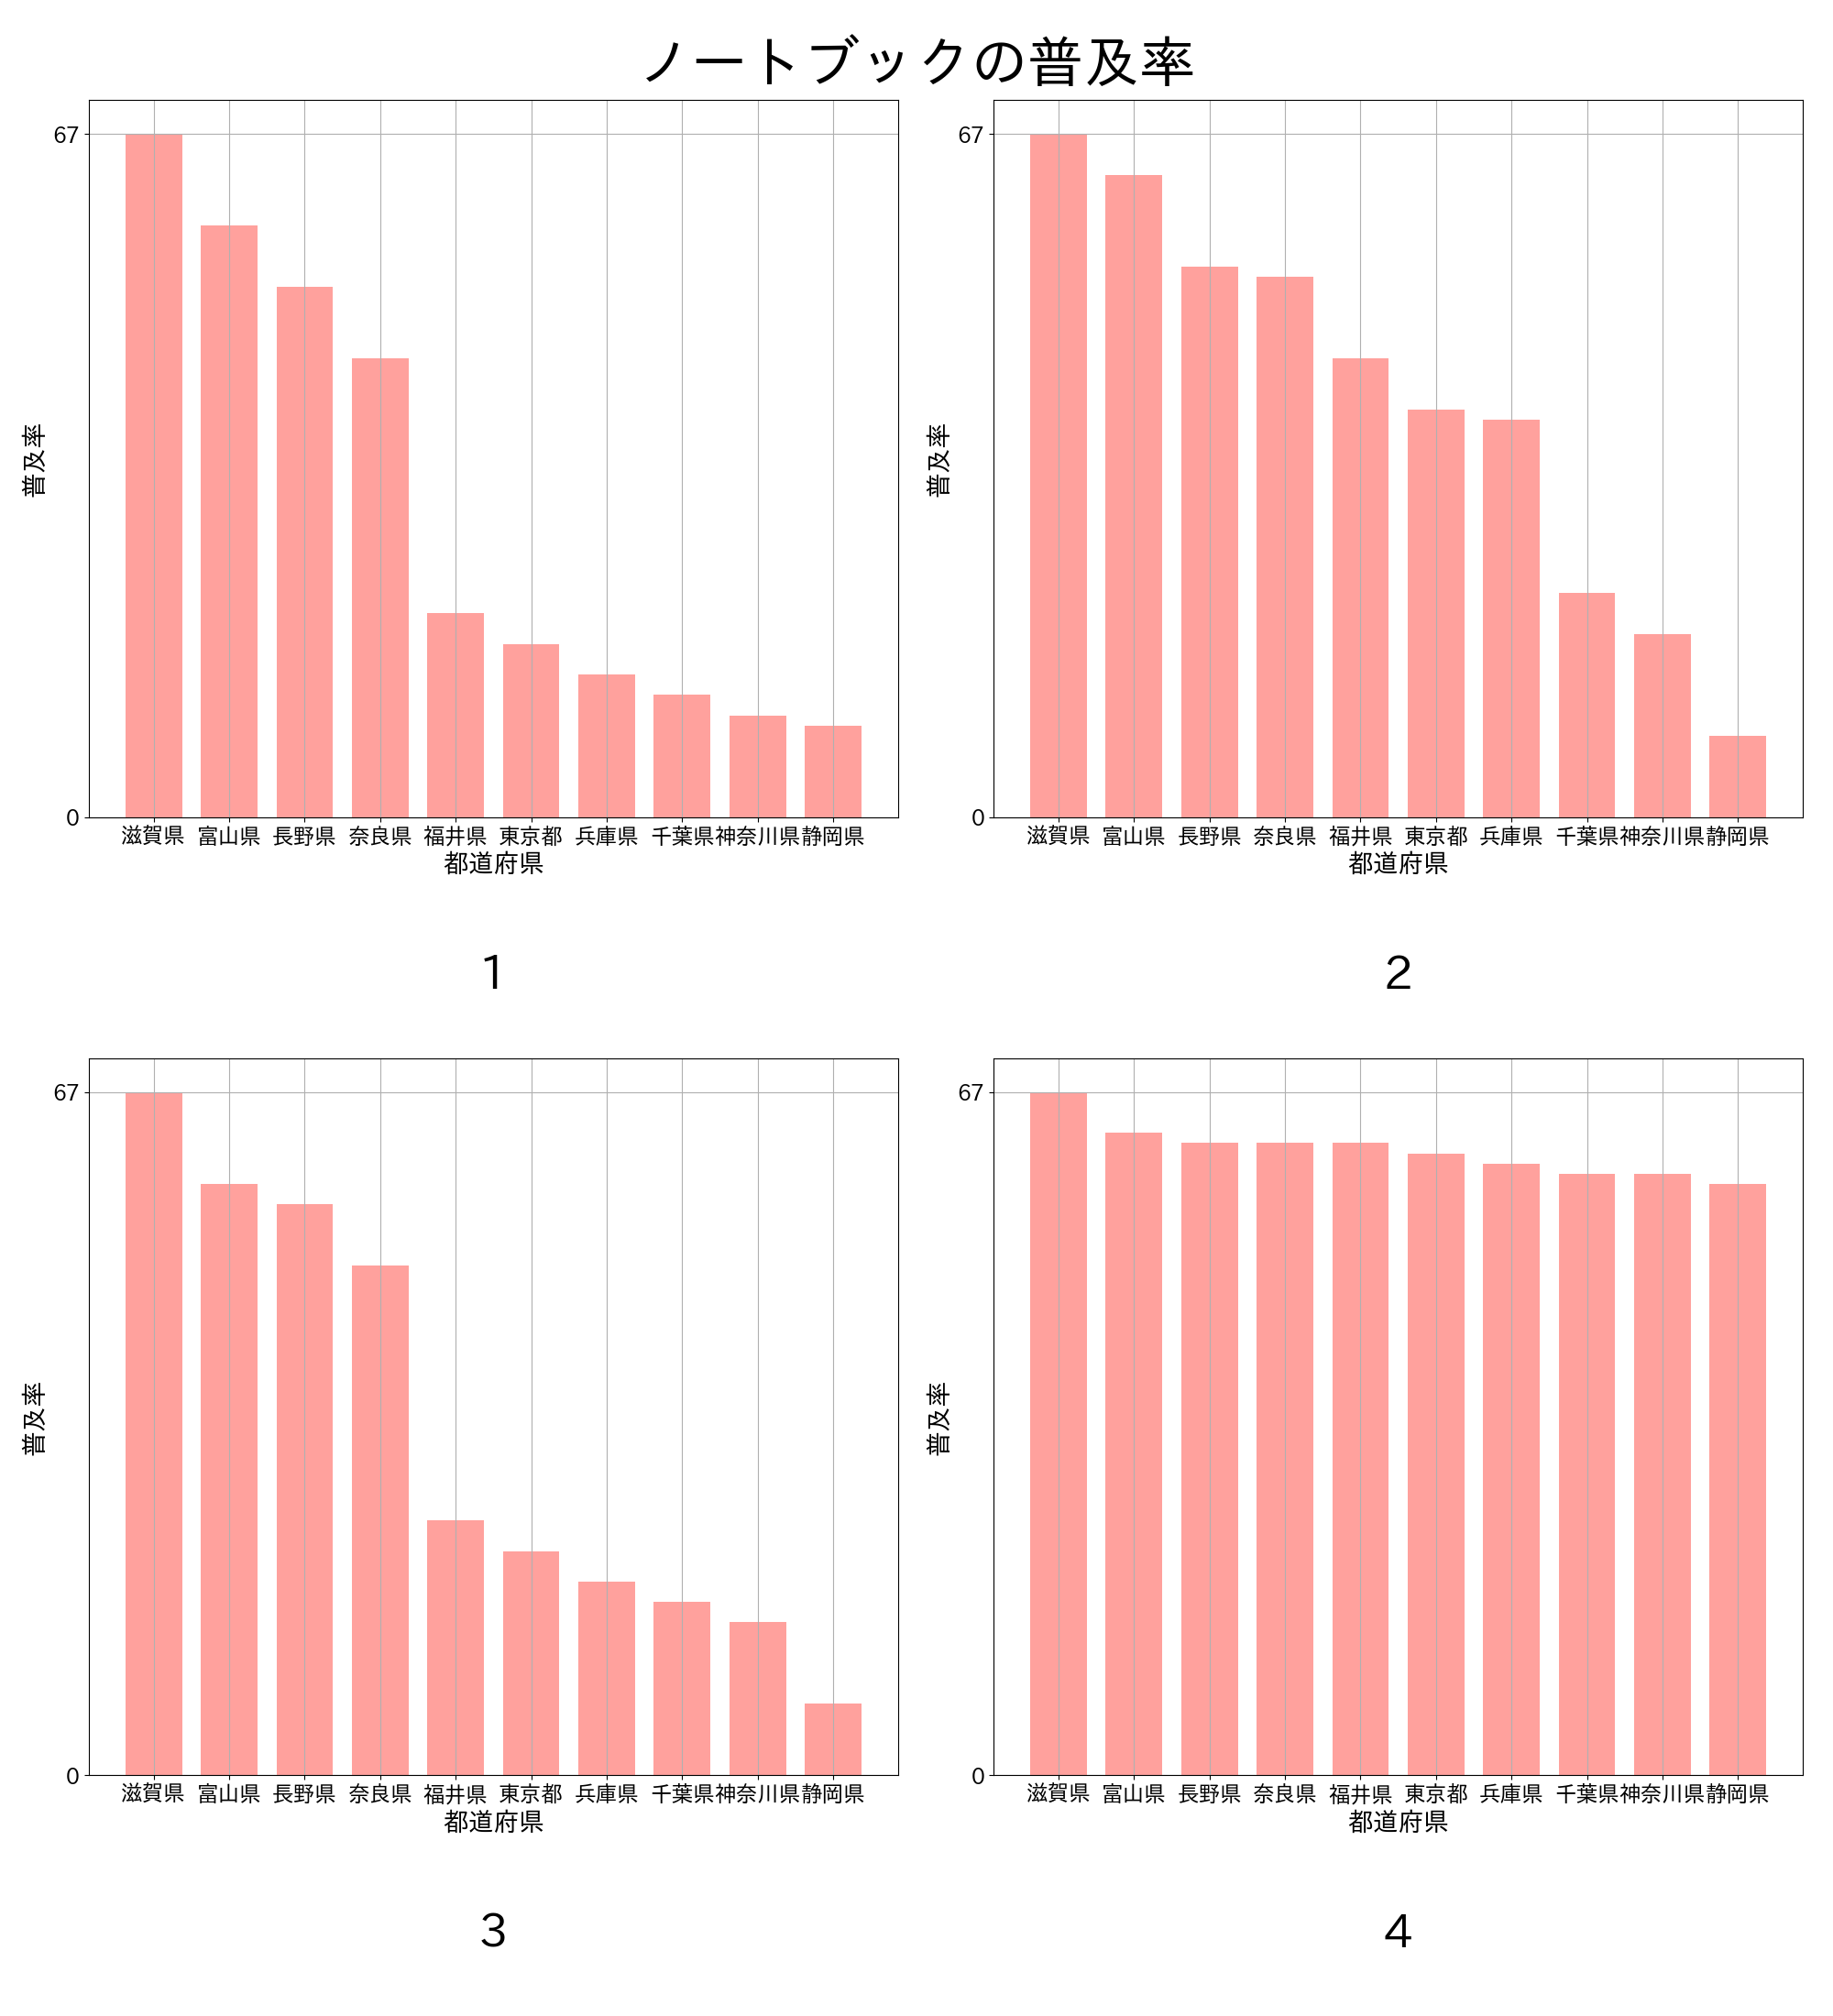 ノートブックの普及率
67
0
普及率
滋賀県 富山県 長野県 奈良県 福井県 東京都 兵庫県 千葉県 神奈川県 静岡県
都道府県
1
67
0
普及率
滋賀県 富山県 長野県 奈良県 福井県 東京都 兵庫県 千葉県 神奈川県 静岡県
都道府県
2
67
0
普及率
滋賀県 富山県 長野県 奈良県 福井県 東京都 兵庫県 千葉県 神奈川県 静岡県
都道府県
3
67
0
普及率
滋賀県 富山県 長野県 奈良県 福井県 東京都 兵庫県 千葉県 神奈川県 静岡県
都道府県
4